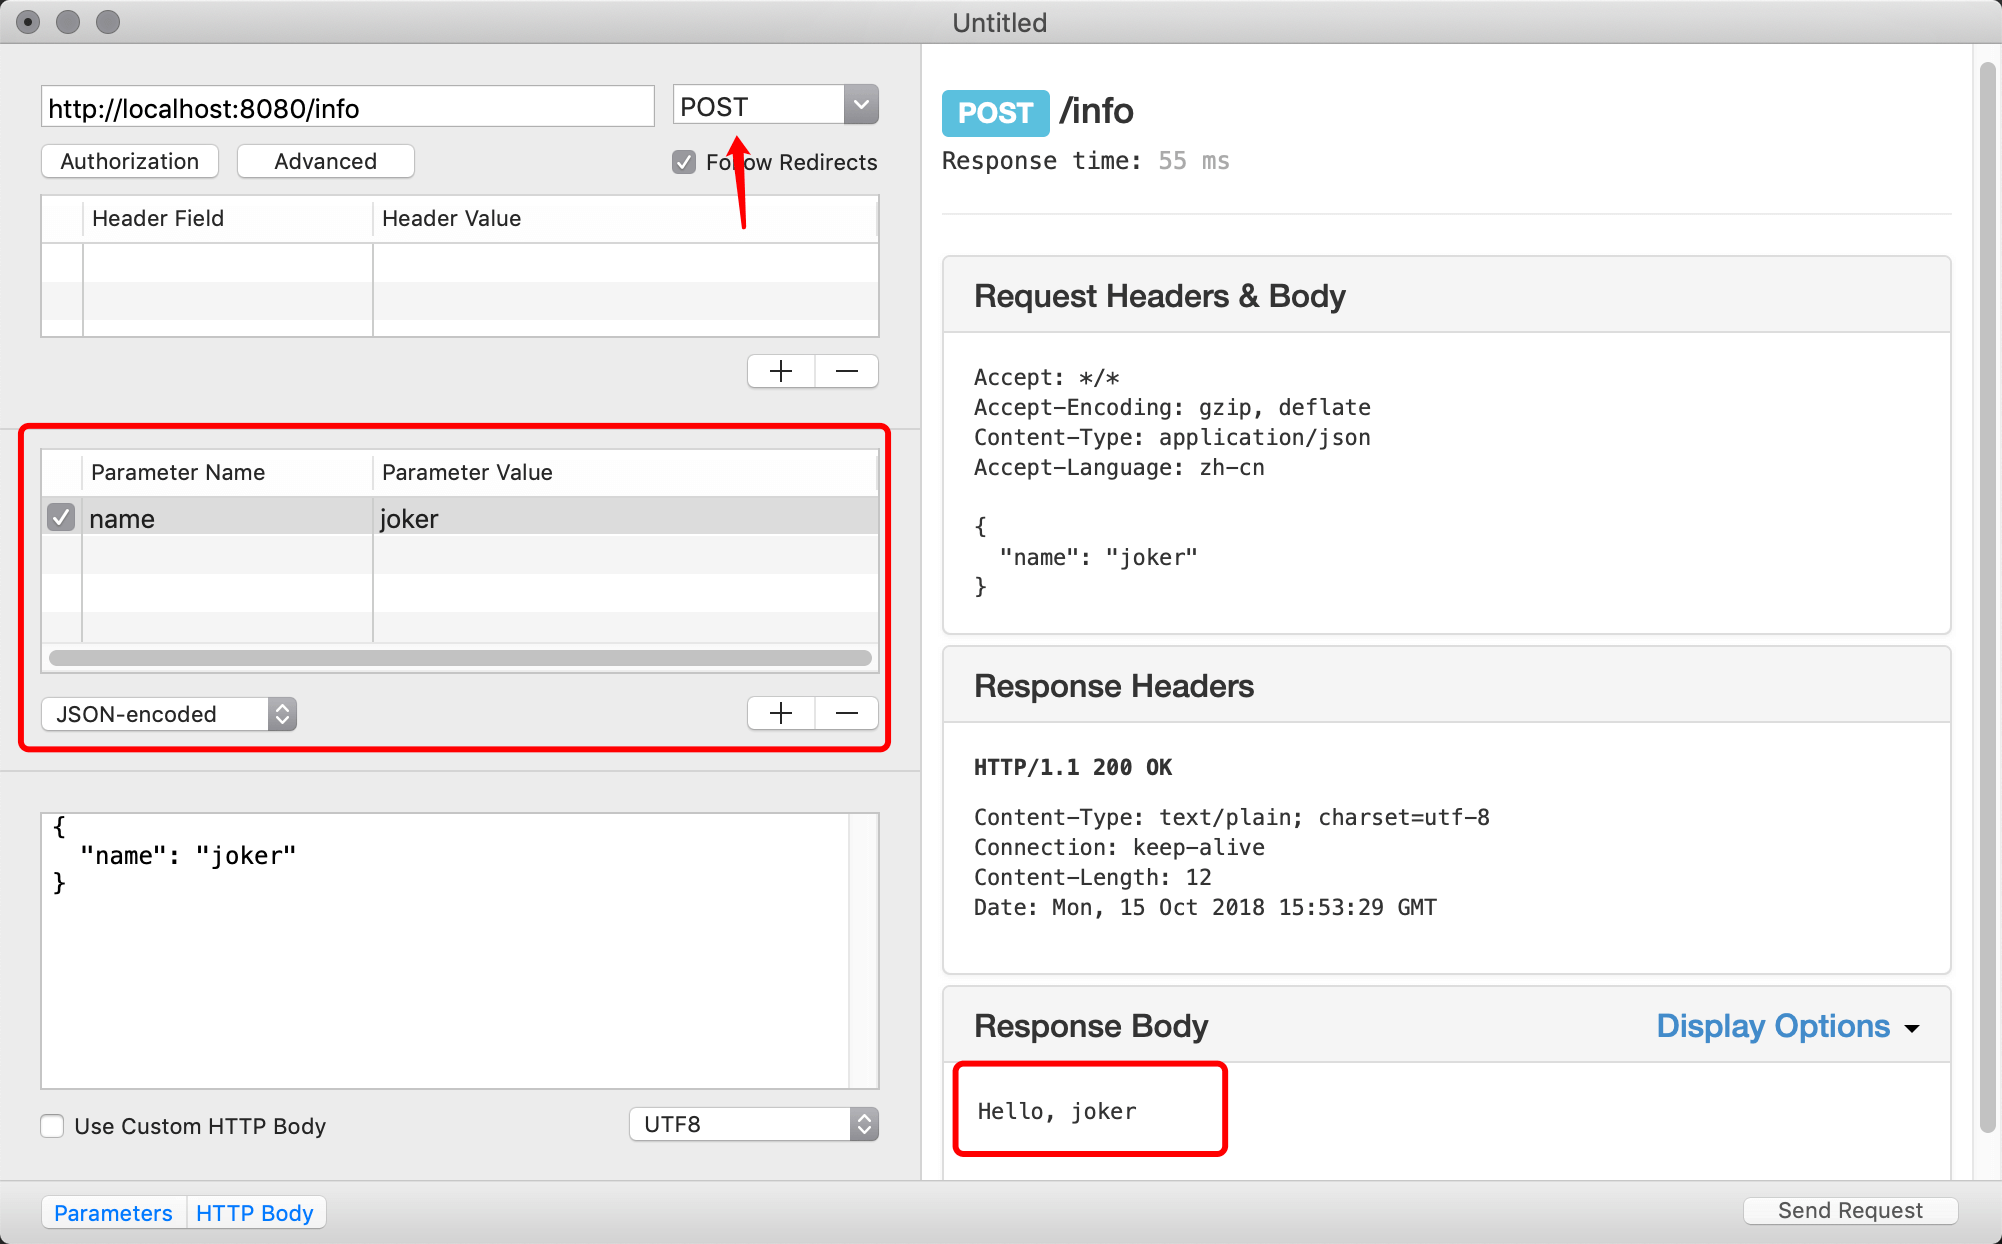 Untitled
http://localhost:8080/info
POST
Authorization
Advanced
Follow Redirects
Header Field
Header Value
Parameter Name
Parameter Value
name
joker
JSON-encoded
{
"name": "joker"
}
Use Custom HTTP Body
UTF8
Parameters
HTTP Body
POST /info
Response time: 55 ms
Request Headers & Body
Accept: */*
Accept-Encoding: gzip, deflate
Content-Type: application/json
Accept-Language: zh-cn
{
"name": "joker"
}
Response Headers
HTTP/1.1 200 OK
Content-Type: text/plain; charset=utf-8
Connection: keep-alive
Content-Length: 12
Date: Mon, 15 Oct 2018 15:53:29 GMT
Response Body
Display Options
Hello, joker
Send Request